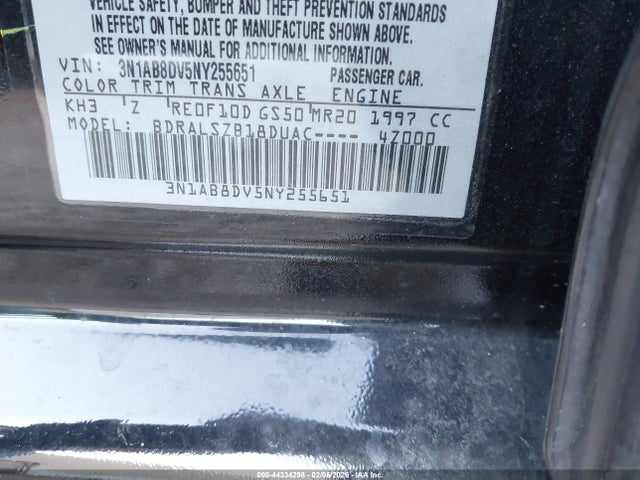 VEHICLE SAFETY, BUMPER AND THEFT PREVENTION STANDARDS
IN EFFECT ON THE DATE OF MANUFACTURE SHOWN ABOVE.
SEE OWNER'S MANUAL FOR ADDITIONAL INFORMATION.
VIN: 3N1AB8DV5NY255651 PASSENGER CAR.
COLOR TRIM TRANS AXLE ENGINE
KH3 Z RE0F10D GS50 MR20 1997 CC
MODEL: BDRALSZB18DUAC---- 4Z000
3N1AB8DV5NY255651
000-44334298 - 02/06/2026 - IAA Inc.